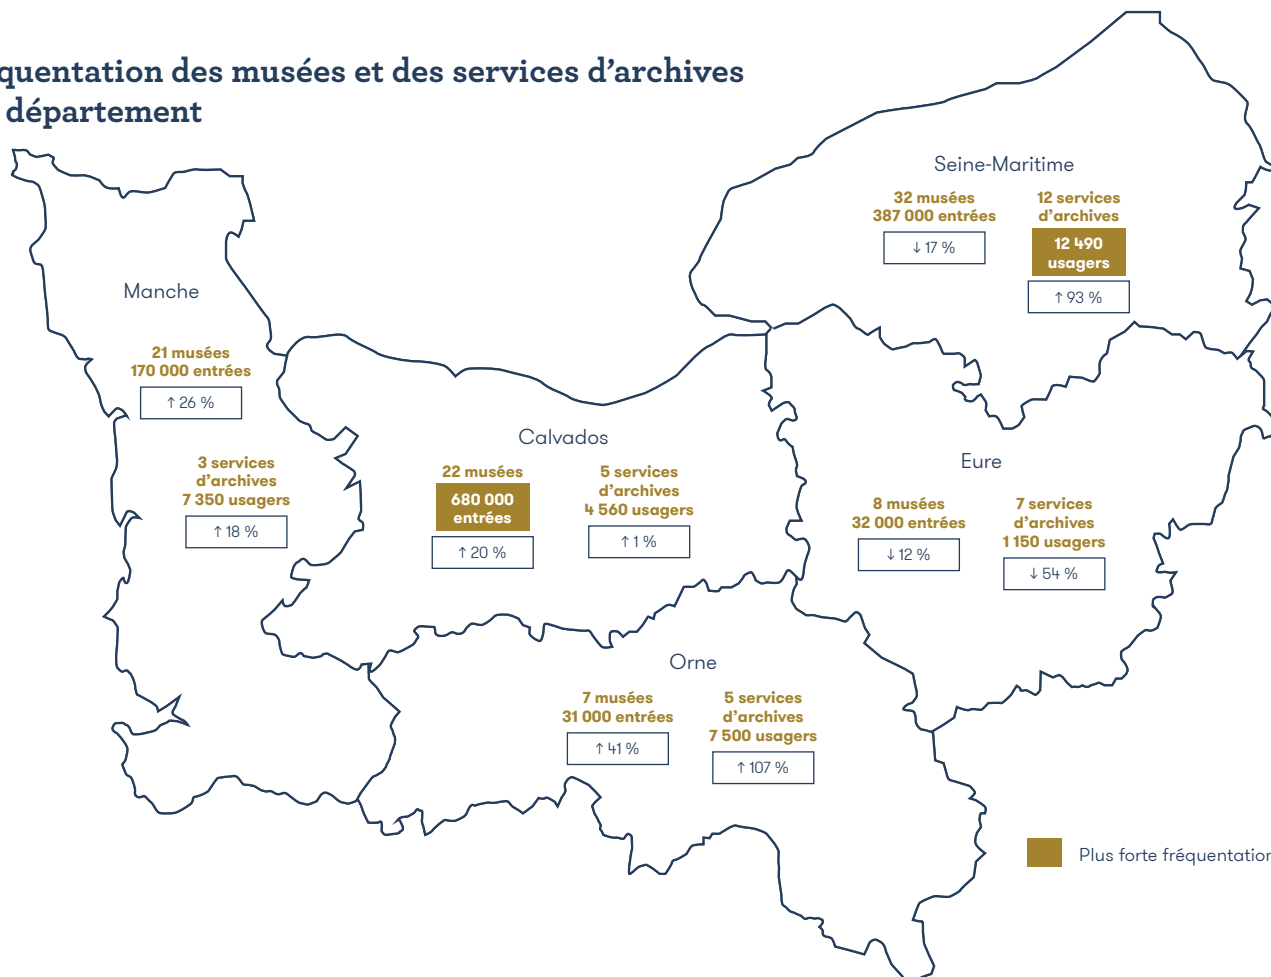 quentation des musées et des services d'archives
département
Seine-Maritime
32 musées
387 000 entrées
↓ 17 %
12 services
d'archives
12 490
usagers
↑ 93 %
Manche
21 musées
170 000 entrées
↑ 26 %
3 services
d'archives
7 350 usagers
↑ 18 %
Calvados
22 musées
680 000
entrées
↑ 20 %
5 services
d'archives
4 560 usagers
↑ 1 %
Eure
8 musées
32 000 entrées
↓ 12 %
7 services
d'archives
1 150 usagers
↓ 54 %
Orne
7 musées
31 000 entrées
↑ 41 %
5 services
d'archives
7 500 usagers
↑ 107 %
Plus forte fréquentation